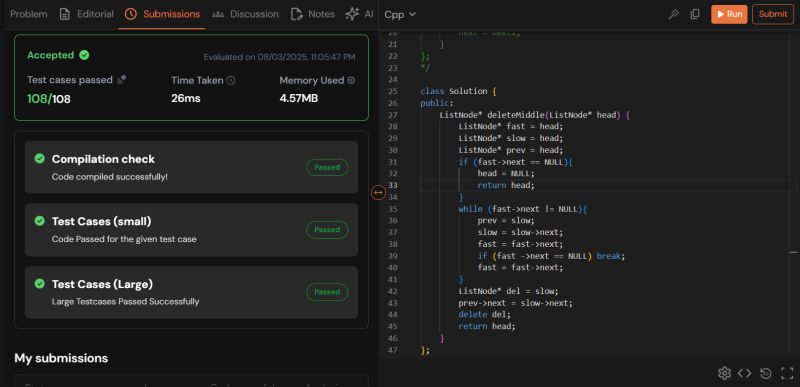 Problem Editorial Submissions Discussion Notes AI
Accepted
Evaluated on 08/03/2025, 11:05:47 PM
Test cases passed
Time Taken
Memory Used
108/108
26ms
4.57MB
Compilation check
Code compiled successfully!
Passed
Test Cases (small)
Code Passed for the given test case
Passed
Test Cases (Large)
Large Testcases Passed Successfully
Passed
My submissions
Cpp
Run
Submit
20 next = next1;
21 }
22 };
23 */
24
25 class Solution {
26 public:
27 ListNode* deleteMiddle(ListNode* head) {
28 ListNode* fast = head;
29 ListNode* slow = head;
30 ListNode* prev = head;
31 if (fast->next == NULL){
32 head = NULL;
33 return head;
34 }
35 while (fast->next != NULL){
36 prev = slow;
37 slow = slow->next;
38 fast = fast->next;
39 if (fast ->next == NULL) break;
40 fast = fast->next;
41 }
42 ListNode* del = slow;
43 prev->next = slow->next;
44 delete del;
45 return head;
46 }
47 };